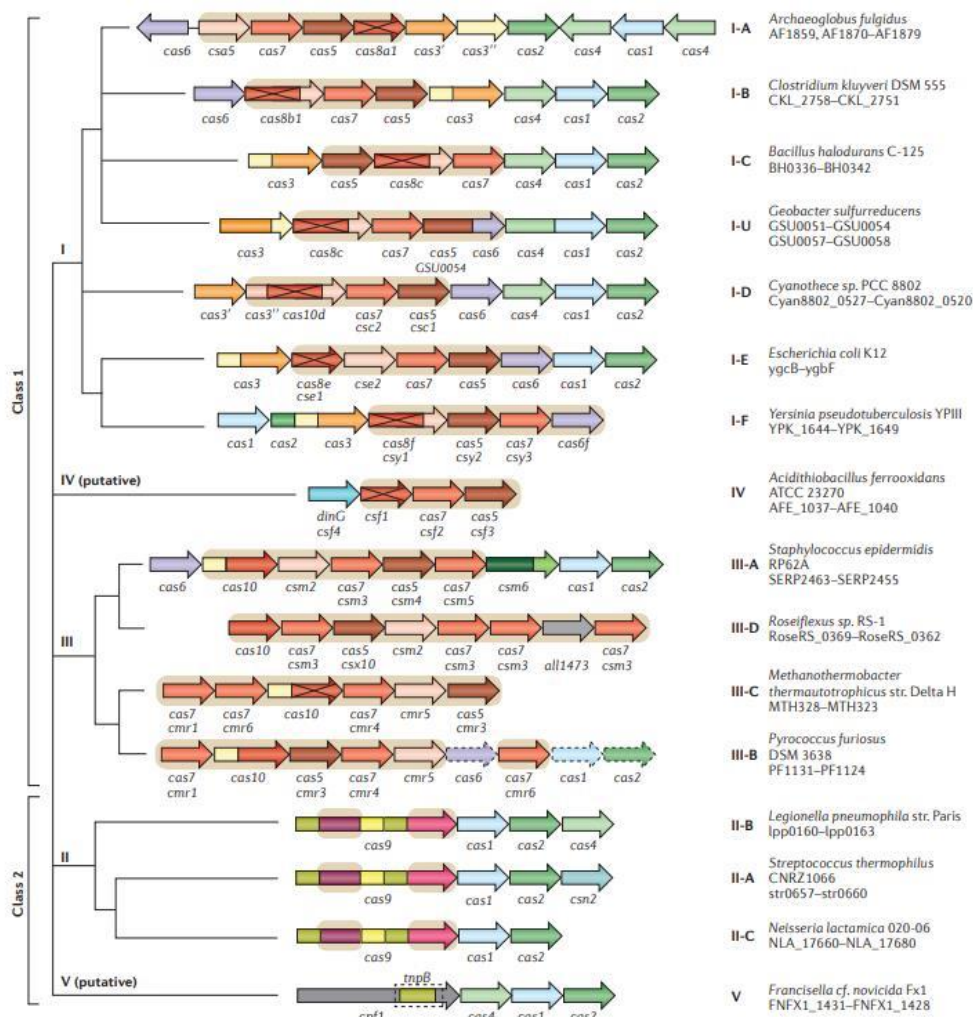 Class 1
Class 2
I
IV (putative)
III
II
V (putative)
cas6 csa5 cas7 cas5 cas8a1 cas3' cas3'' cas2 cas4 cas1 cas4
I-A
Archaeoglobus fulgidus
AF1859, AF1870–AF1879
cas6 cas8b1 cas7 cas5 cas3 cas4 cas1 cas2
I-B
Clostridium kluyveri DSM 555
CKL_2758–CKL_2751
cas3 cas5 cas8c cas7 cas4 cas1 cas2
I-C
Bacillus halodurans C-125
BH0336–BH0342
cas3 cas8c cas7 cas5 cas6 cas4 cas1 cas2
GSU0054
I-U
Geobacter sulfurreducens
GSU0051–GSU0054
GSU0057–GSU0058
cas3' cas3'' cas10d cas7 cas5 cas6 cas4 cas1 cas2
csc2 csc1
I-D
Cyanothece sp. PCC 8802
Cyan8802_0527–Cyan8802_0520
cas3 cas8e cse2 cas7 cas5 cas6 cas1 cas2
cse1
I-E
Escherichia coli K12
ygcB–ygbF
cas1 cas2 cas3 cas8f cas5 cas7 cas6f
csy1 csy2 csy3
I-F
Yersinia pseudotuberculosis YPIII
YPK_1644–YPK_1649
dinG csf1 cas7 cas5
csf4 csf2 csf3
IV
Acidithiobacillus ferrooxidans
ATCC 23270
AFE_1037–AFE_1040
cas6 cas10 csm2 cas7 cas5 cas7 csm6 cas1 cas2
csm3 csm4 csm5
III-A
Staphylococcus epidermidis
RP62A
SERP2463–SERP2455
cas10 cas7 cas5 csm2 cas7 cas7 all1473 cas7
csm3 csx10 csm3 csm3 csm3
III-D
Roseiflexus sp. RS-1
RoseRS_0369–RoseRS_0362
cas7 cas7 cas10 cas7 cmr5 cas5
cmr1 cmr6 cmr4 cmr3
III-C
Methanothermobacter
thermautotrophicus str. Delta H
MTH328–MTH323
cas7 cas10 cas5 cas7 cmr5 cas6 cas7 cas1 cas2
cmr1 cmr3 cmr4 cmr6
III-B
Pyrococcus furiosus
DSM 3638
PF1131–PF1124
cas9 cas1 cas2 cas4
II-B
Legionella pneumophila str. Paris
lpp0160–lpp0163
cas9 cas1 cas2 csn2
II-A
Streptococcus thermophilus
CNRZ1066
str0657–str0660
cas9 cas1 cas2
II-C
Neisseria lactamica 020-06
NLA_17660–NLA_17680
tnpB
cpf1 cas4 cas1 cas2
V
Francisella cf. novicida Fx1
FNFX1_1431–FNFX1_1428